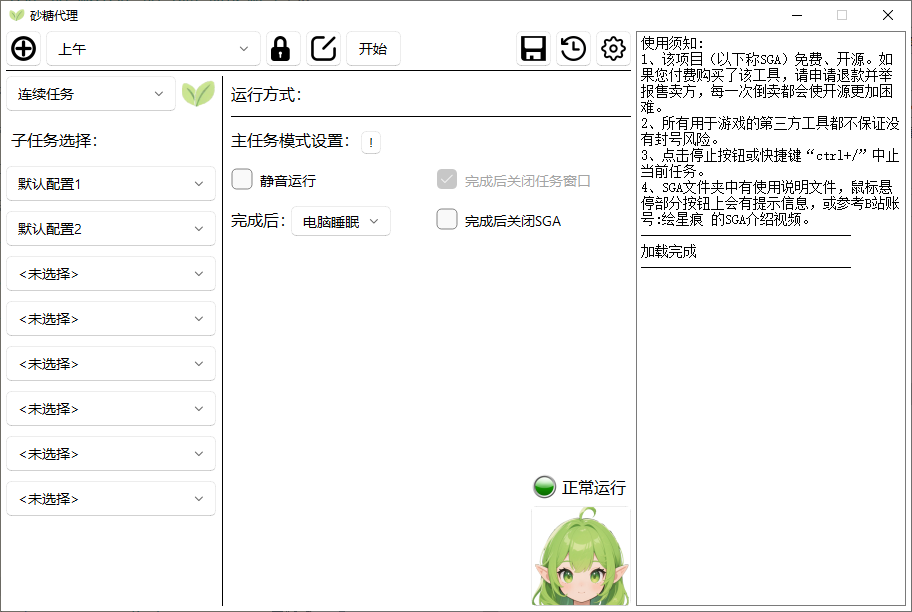 砂糖代理
上午
开始
连续任务
子任务选择：
默认配置1
默认配置2
<未选择>
<未选择>
<未选择>
<未选择>
<未选择>
<未选择>
运行方式：
主任务模式设置： !
静音运行
完成后关闭任务窗口
完成后： 电脑睡眠
完成后关闭SGA
正常运行
使用须知：
1、该项目（以下称SGA）免费、开源。如
果您付费购买了该工具，请申请退款并举
报售卖方，每一次倒卖都会使开源更加困
难。
2、所有用于游戏的第三方工具都不保证没
有封号风险。
3、点击停止按钮或快捷键“ctrl+/”中止
当前任务。
4、SGA文件夹中有使用说明文件，鼠标悬
停部分按钮上会有提示信息，或参考B站账
号:绘星痕 的SGA介绍视频。
加载完成